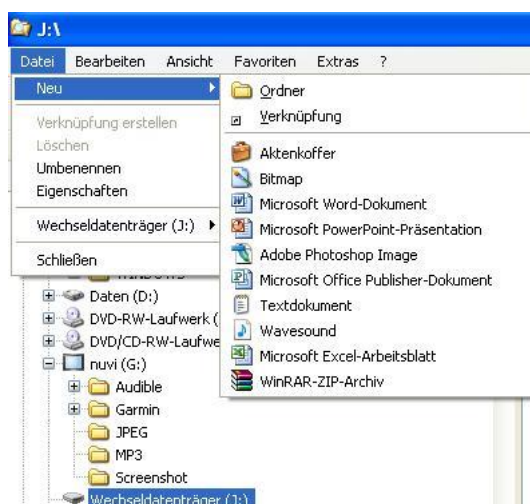 J:\
Datei Bearbeiten Ansicht Favoriten Extras ?
Neu
Verknüpfung erstellen
Löschen
Umbenennen
Eigenschaften
Wechseldatenträger (J:)
Schließen
Ordner
Verknüpfung
Aktenkoffer
Bitmap
Microsoft Word-Dokument
Microsoft PowerPoint-Präsentation
Adobe Photoshop Image
Microsoft Office Publisher-Dokument
Textdokument
Wavesound
Microsoft Excel-Arbeitsblatt
WinRAR-ZIP-Archiv
Daten (D:)
DVD-RW-Laufwerk (
DVD/CD-RW-Laufwe
nuvi (G:)
Audible
Garmin
JPEG
MP3
Screenshot
Wechseldatenträger (J:)